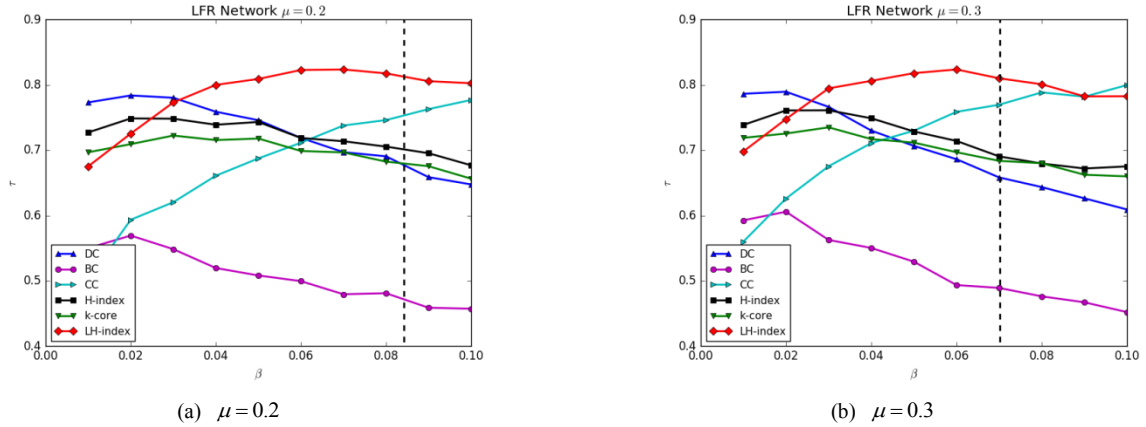 LFR Network μ = 0.2
0.9
0.8
0.7
0.6
0.5
0.4
τ
DC
BC
CC
H-index
k-core
LH-index
0.00 0.02 0.04 0.06 0.08 0.10
β
(a) μ = 0.2
LFR Network μ = 0.3
0.9
0.8
0.7
0.6
0.5
0.4
τ
DC
BC
CC
H-index
k-core
LH-index
0.00 0.02 0.04 0.06 0.08 0.10
β
(b) μ = 0.3